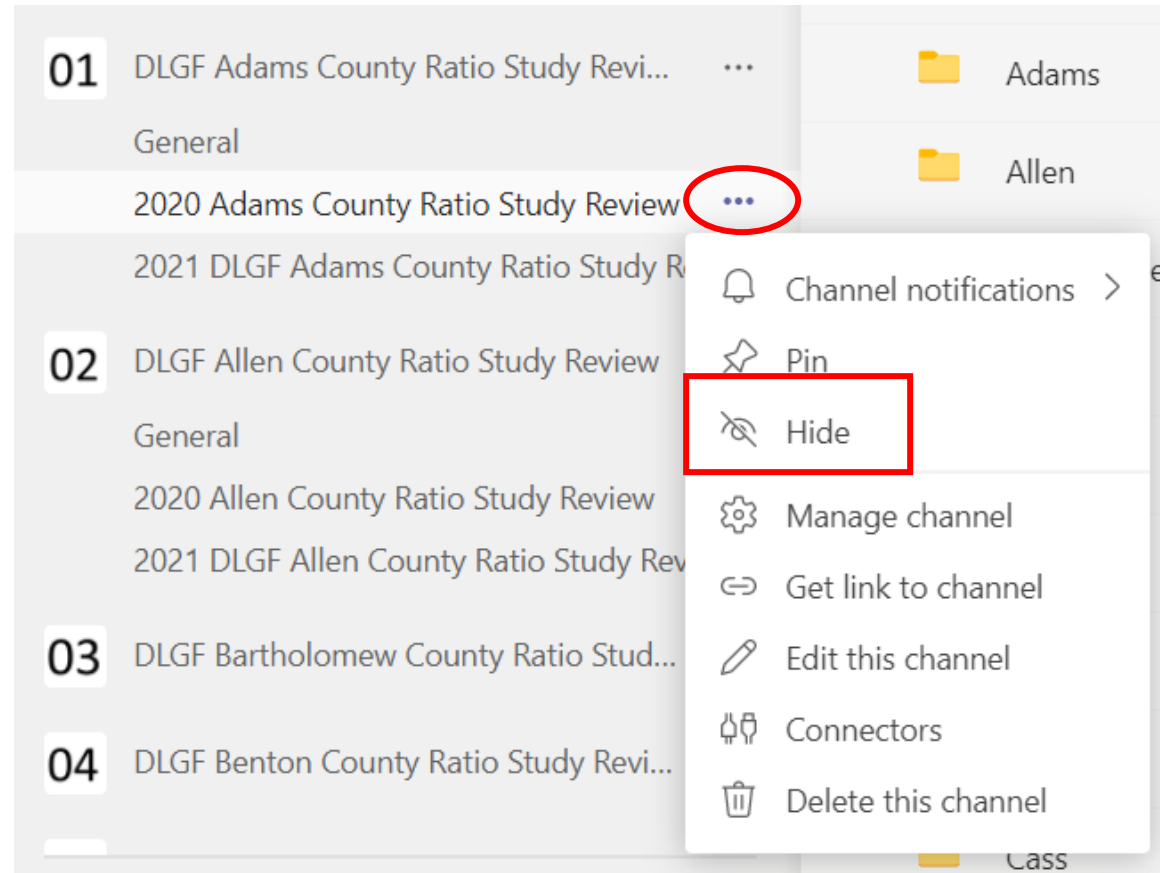 01 DLGF Adams County Ratio Study Revi... ...
General
2020 Adams County Ratio Study Review ...
2021 DLGF Adams County Ratio Study R
02 DLGF Allen County Ratio Study Review
General
2020 Allen County Ratio Study Review
2021 DLGF Allen County Ratio Study Rev
03 DLGF Bartholomew County Ratio Stud...
04 DLGF Benton County Ratio Study Revi...
Channel notifications
Pin
Hide
Manage channel
Get link to channel
Edit this channel
Connectors
Delete this channel
Adams
Allen
Cass